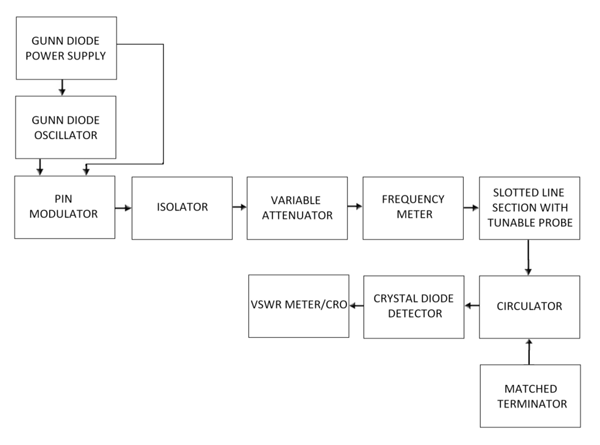 GUNN DIODE
POWER SUPPLY
GUNN DIODE
OSCILLATOR
PIN
MODULATOR
ISOLATOR
VARIABLE
ATTENUATOR
FREQUENCY
METER
SLOTTED LINE
SECTION WITH
TUNABLE PROBE
VSWR METER/CRO
CRYSTAL DIODE
DETECTOR
CIRCULATOR
MATCHED
TERMINATOR